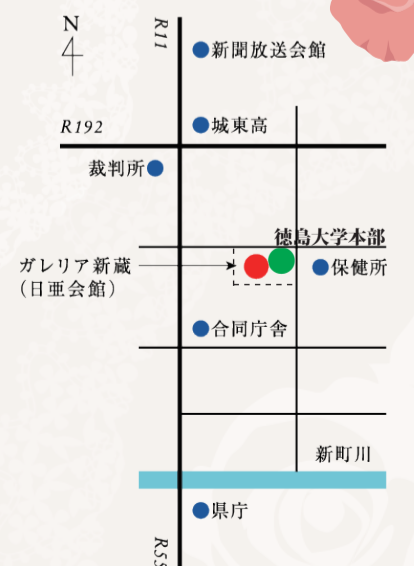 N
R11
新聞放送会館
城東高
R192
裁判所
徳島大学本部
ガレリア新蔵
（日亜会館）
保健所
合同庁舎
新町川
県庁
R55